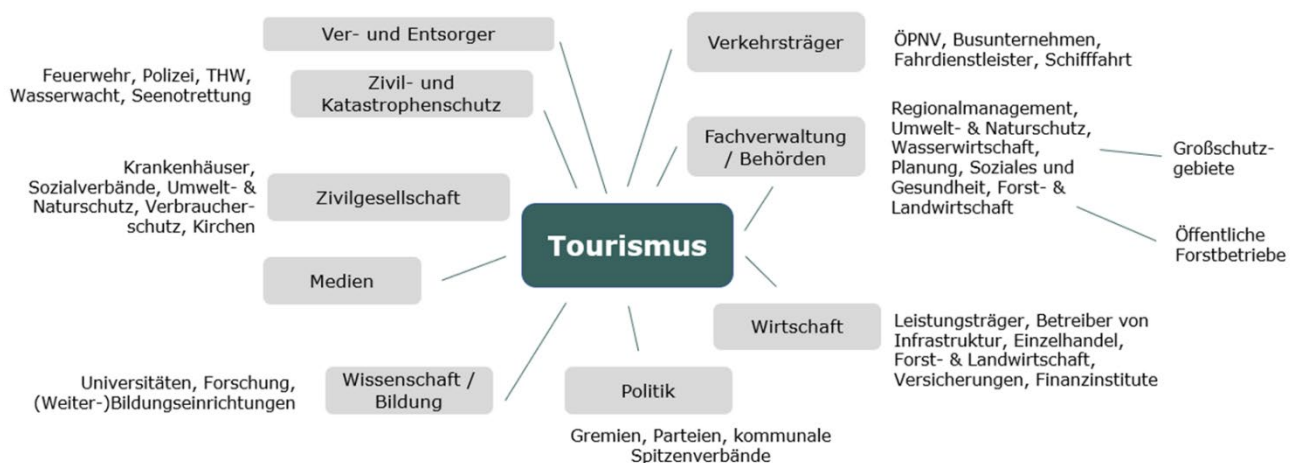 Ver- und Entsorger
Verkehrsträger
ÖPNV, Busunternehmen,
Fahrdienstleister, Schifffahrt
Feuerwehr, Polizei, THW,
Wasserwacht, Seenotrettung
Zivil- und
Katastrophenschutz
Fachverwaltung
/ Behörden
Regionalmanagement,
Umwelt- & Naturschutz,
Wasserwirtschaft,
Planung, Soziales und
Gesundheit, Forst- &
Landwirtschaft
Großschutz-
gebiete
Öffentliche
Forstbetriebe
Krankenhäuser,
Sozialverbände, Umwelt- &
Naturschutz, Verbraucher-
schutz, Kirchen
Zivilgesellschaft
Tourismus
Medien
Wirtschaft
Leistungsträger, Betreiber von
Infrastruktur, Einzelhandel,
Forst- & Landwirtschaft,
Versicherungen, Finanzinstitute
Universitäten, Forschung,
(Weiter-)Bildungseinrichtungen
Wissenschaft /
Bildung
Politik
Gremien, Parteien, kommunale
Spitzenverbände